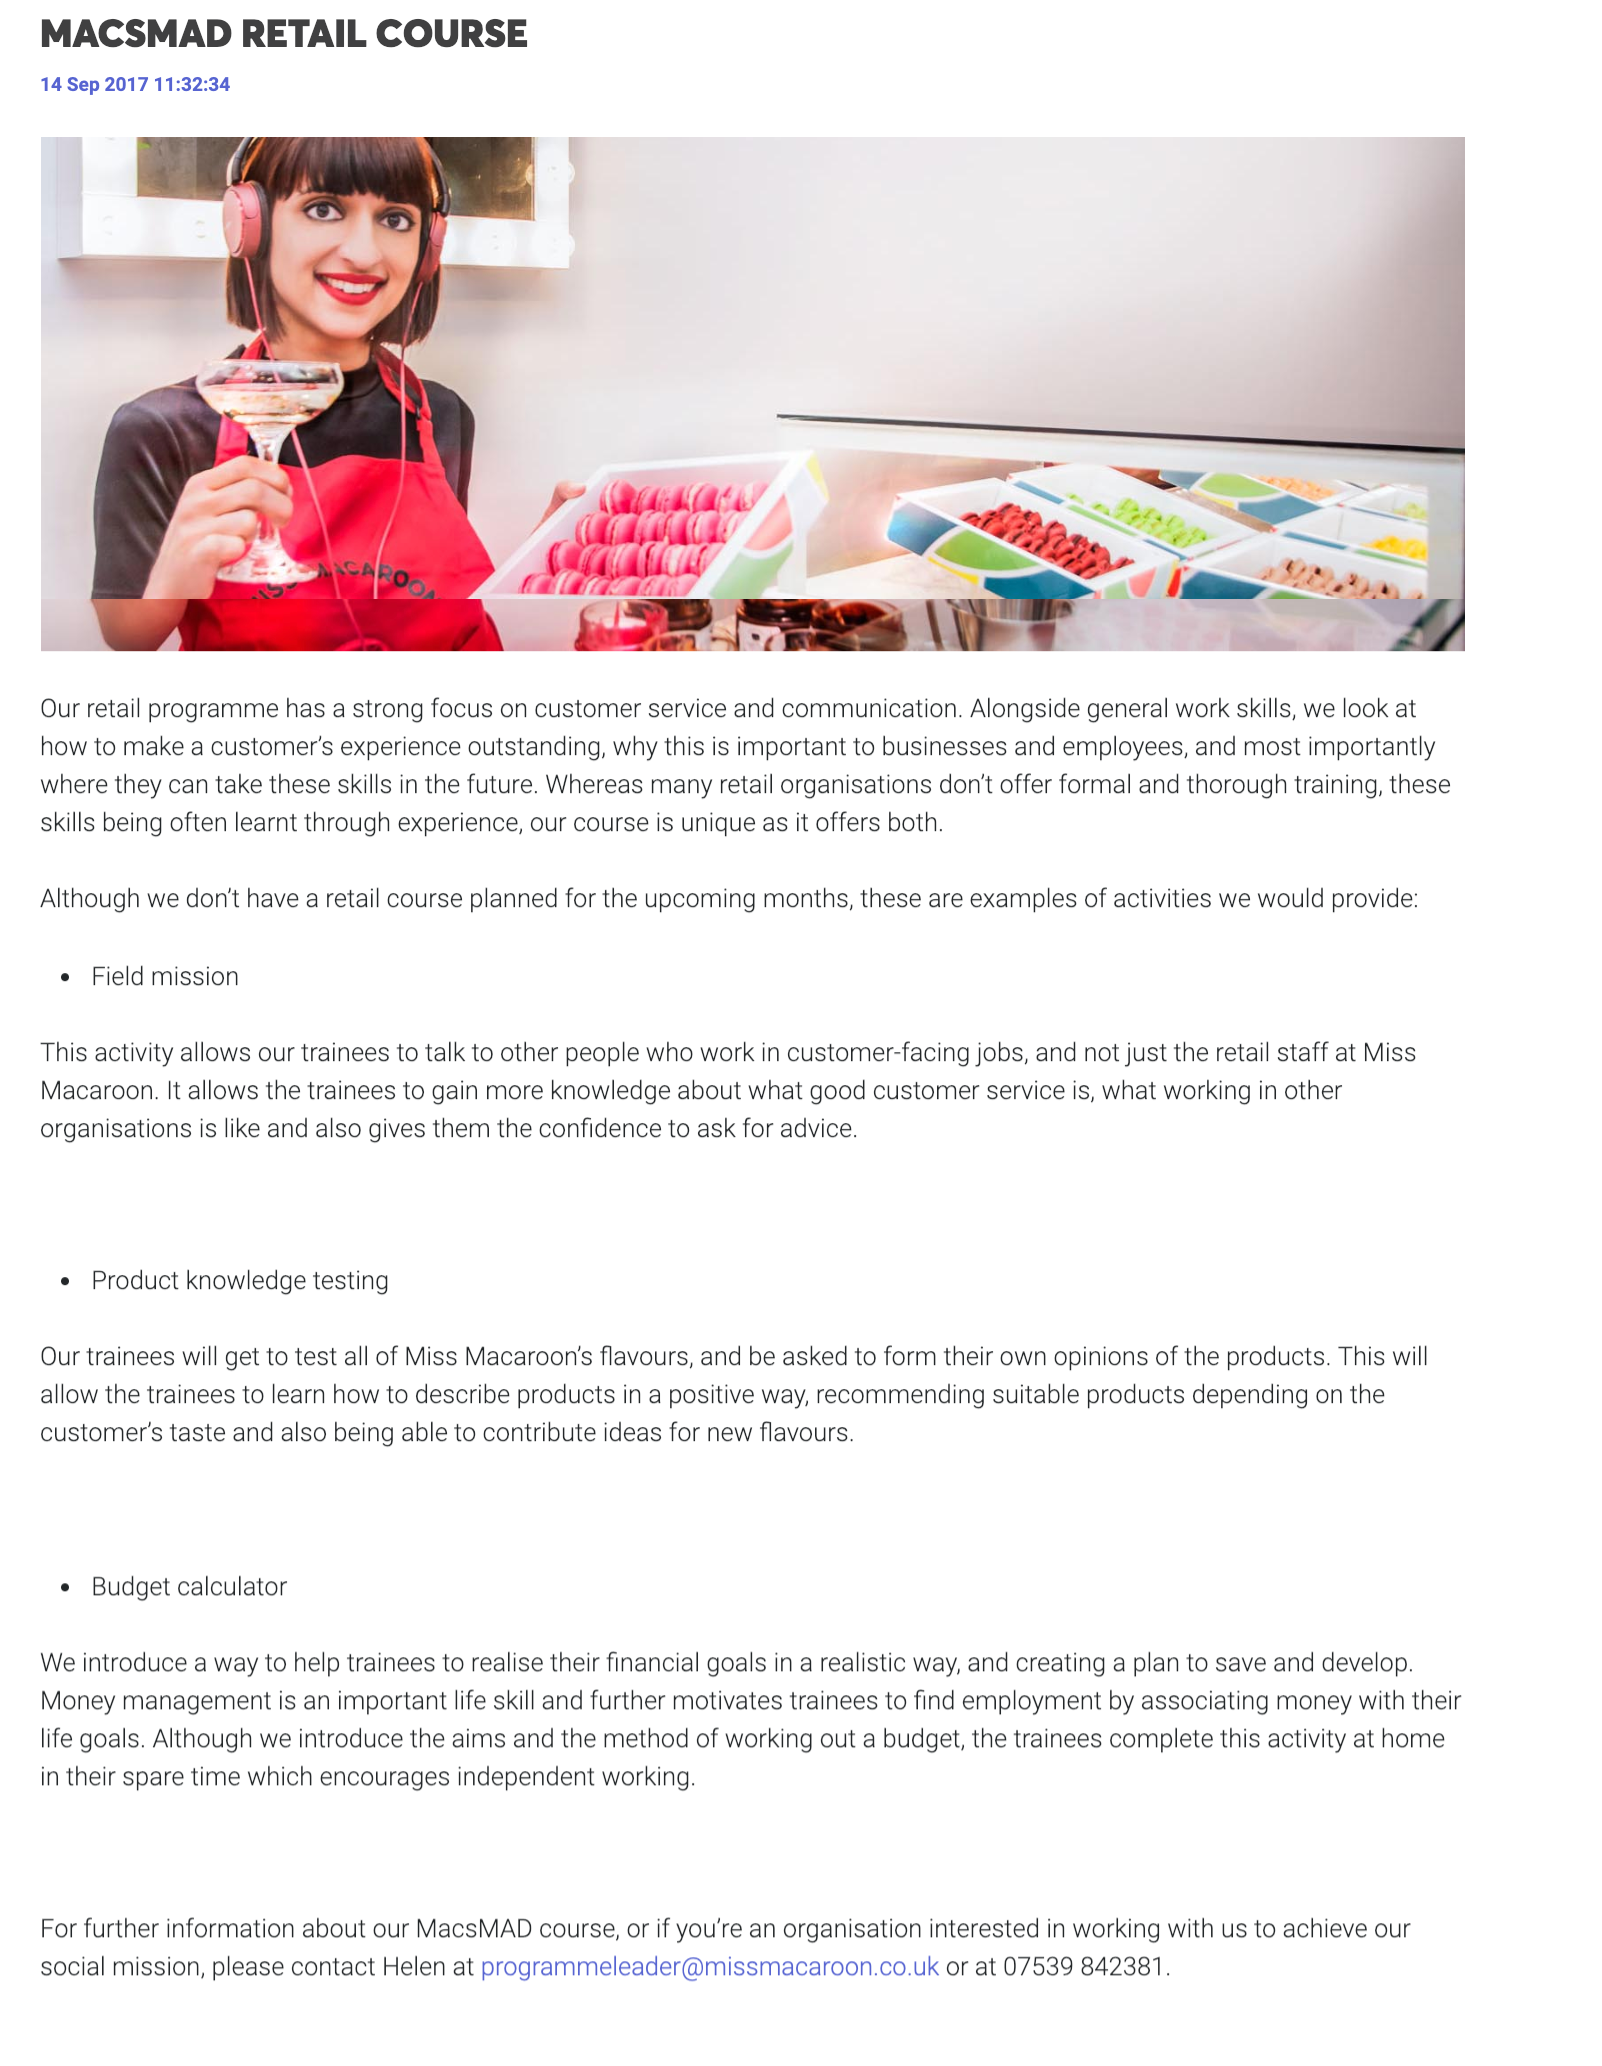 MACSMAD RETAIL COURSE
14 Sep 2017 11:32:34
MISS MACAROON
Our retail programme has a strong focus on customer service and communication. Alongside general work skills, we look at
how to make a customer’s experience outstanding, why this is important to businesses and employees, and most importantly
where they can take these skills in the future. Whereas many retail organisations don’t offer formal and thorough training, these
skills being often learnt through experience, our course is unique as it offers both.
Although we don’t have a retail course planned for the upcoming months, these are examples of activities we would provide:
• Field mission
This activity allows our trainees to talk to other people who work in customer-facing jobs, and not just the retail staff at Miss
Macaroon. It allows the trainees to gain more knowledge about what good customer service is, what working in other
organisations is like and also gives them the confidence to ask for advice.
• Product knowledge testing
Our trainees will get to test all of Miss Macaroon’s flavours, and be asked to form their own opinions of the products. This will
allow the trainees to learn how to describe products in a positive way, recommending suitable products depending on the
customer’s taste and also being able to contribute ideas for new flavours.
• Budget calculator
We introduce a way to help trainees to realise their financial goals in a realistic way, and creating a plan to save and develop.
Money management is an important life skill and further motivates trainees to find employment by associating money with their
life goals. Although we introduce the aims and the method of working out a budget, the trainees complete this activity at home
in their spare time which encourages independent working.
For further information about our MacsMAD course, or if you’re an organisation interested in working with us to achieve our
social mission, please contact Helen at programmeleader@missmacaroon.co.uk or at 07539 842381.